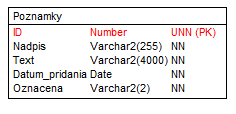 Poznamky
ID Number UNN (PK)
Nadpis Varchar2(255) NN
Text Varchar2(4000) NN
Datum_pridania Date NN
Oznacena Varchar2(2) NN